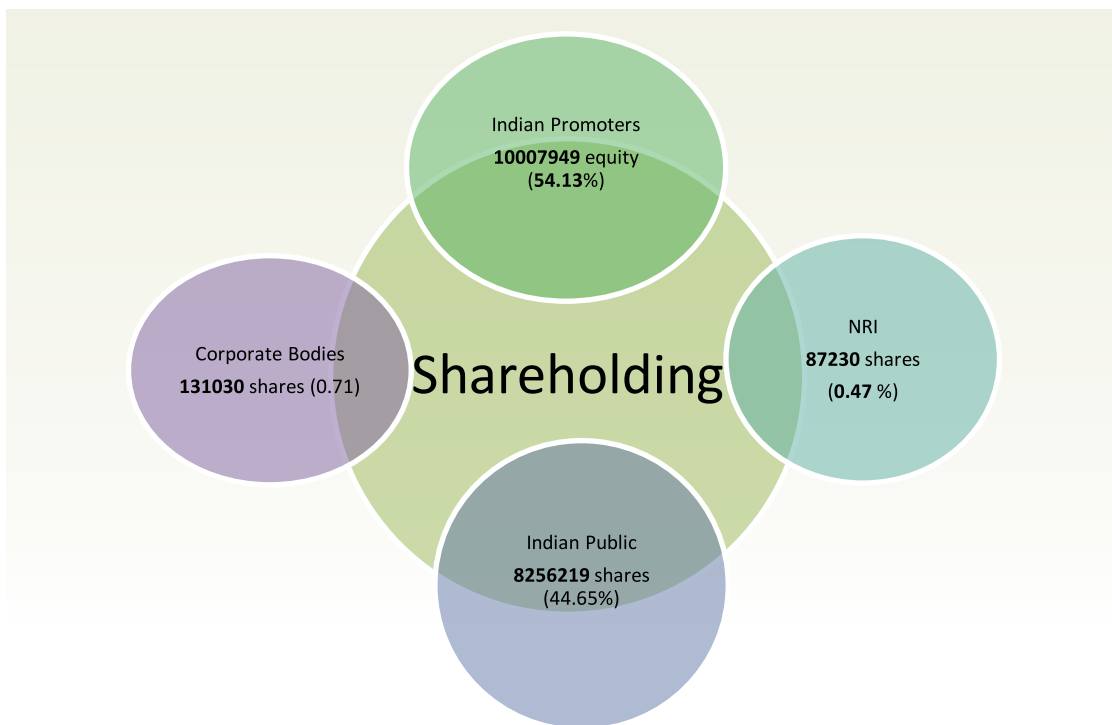 Indian Promoters
10007949 equity
(54.13%)
NRI
87230 shares
(0.47 %)
Corporate Bodies
131030 shares (0.71)
Shareholding
Indian Public
8256219 shares
(44.65%)